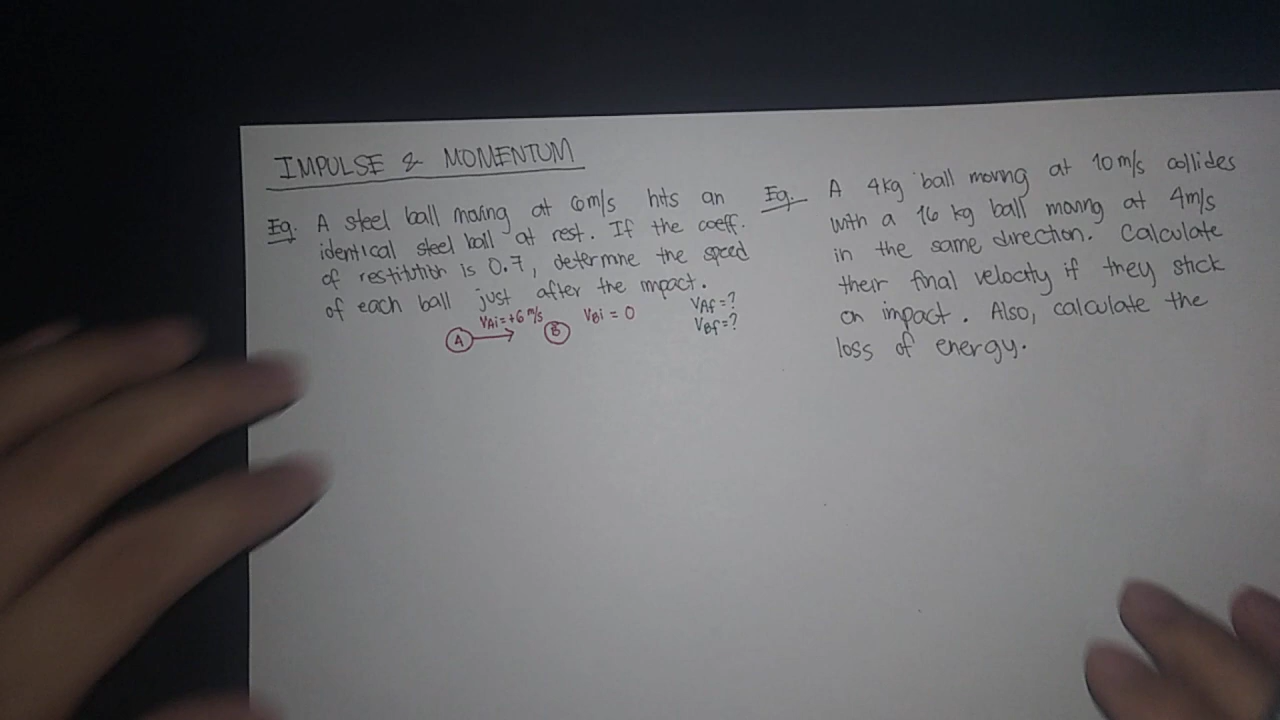 IMPULSE & MOMENTUM
Eg. A steel ball moving at 6m/s hits an
identical steel ball at rest. If the coeff.
of restitution is 0.7, determine the speed
of each ball just after the impact.
vAi=+6 m/s vBi = 0 vAf=?
A B vBf=?
Eg. A 4kg ball moving at 10m/s collides
with a 16 kg ball moving at 4m/s
in the same direction. Calculate
their final velocity if they stick
on impact. Also, calculate the
loss of energy.